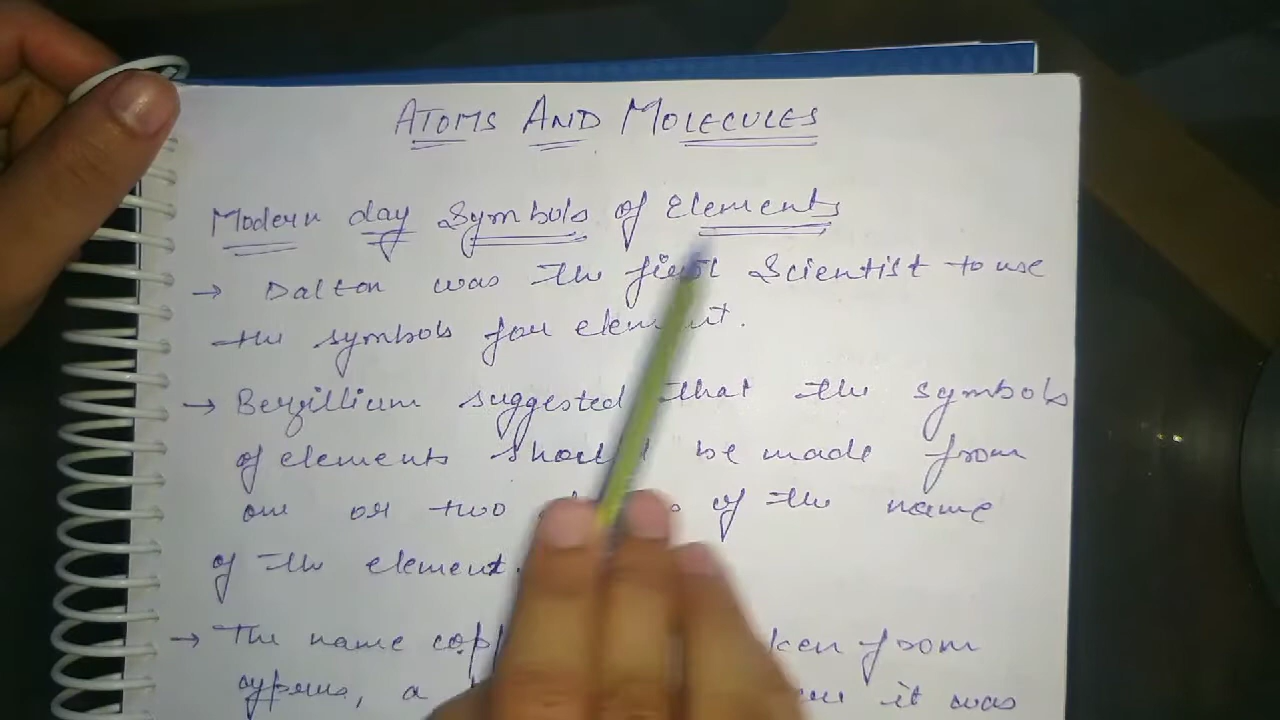 ATOMS AND MOLECULES
Modern day Symbols of Elements
→ Dalton was the first Scientist to use
the symbols for element.
→ Berzillium suggested that the symbols
of elements should be made from
one or two of the name
of the element.
→ The name from
cyprus, a it was